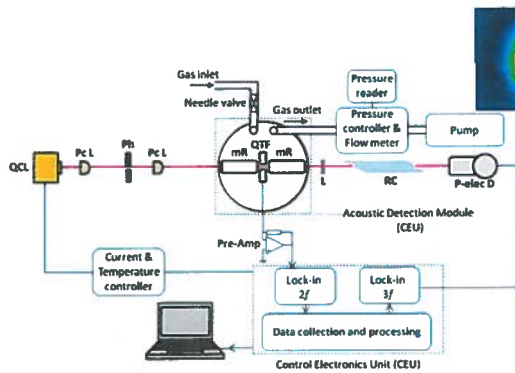 Gas inlet
Needle valve
Gas outlet
Pressure
reader
Pressure
controller &
Flow meter
Pump
QCL
Pc L
Ph
Pc L
mR
QTF
mR
L
RC
P-elec D
Acoustic Detection Module
(CEU)
Pre-Amp
Current &
Temperature
controller
Lock-in
2f
Lock-in
3f
Data collection and processing
Control Electronics Unit (CEU)